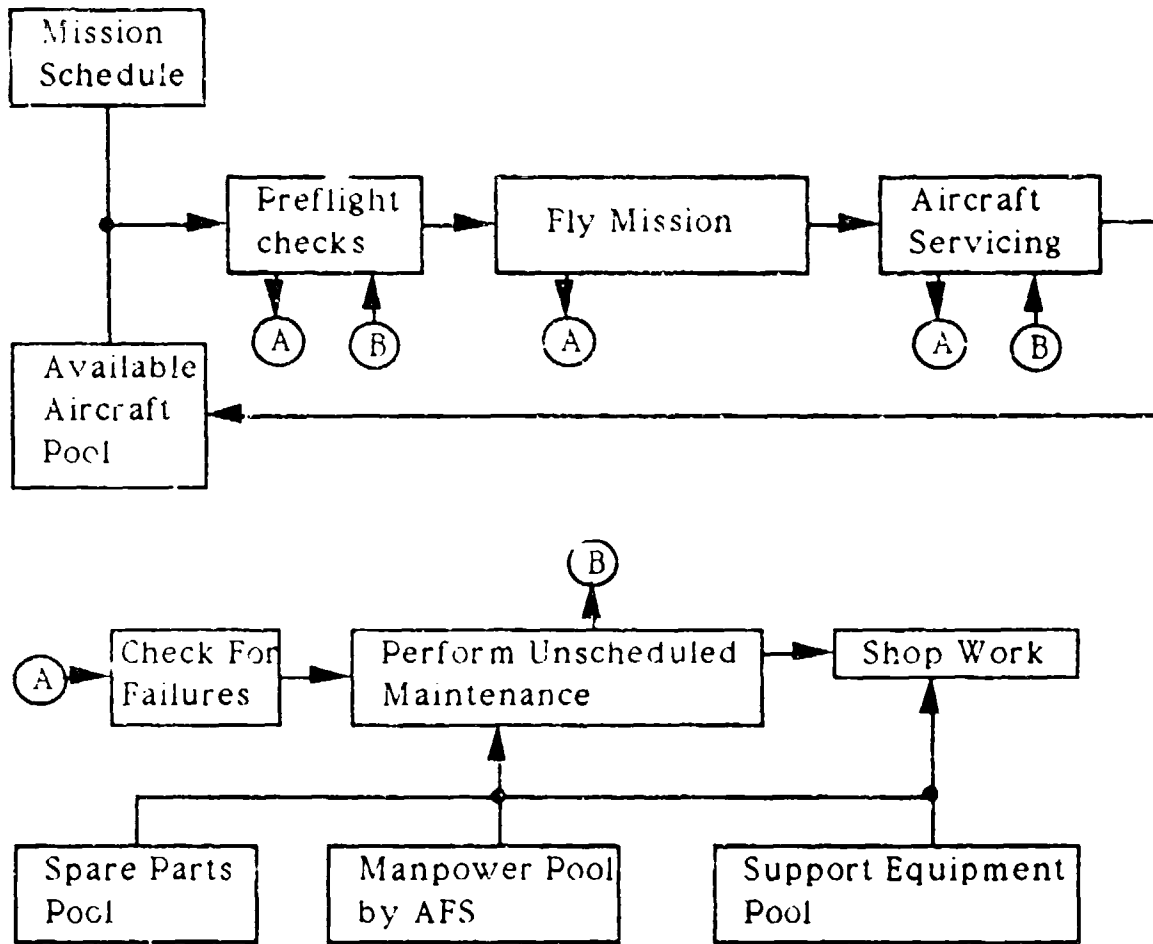 Mission
Schedule
Preflight
checks
Fly Mission
Aircraft
Servicing
A
B
A
A
B
Available
Aircraft
Pool
B
A
Check For
Failures
Perform Unscheduled
Maintenance
Shop Work
Spare Parts
Pool
Manpower Pool
by AFS
Support Equipment
Pool